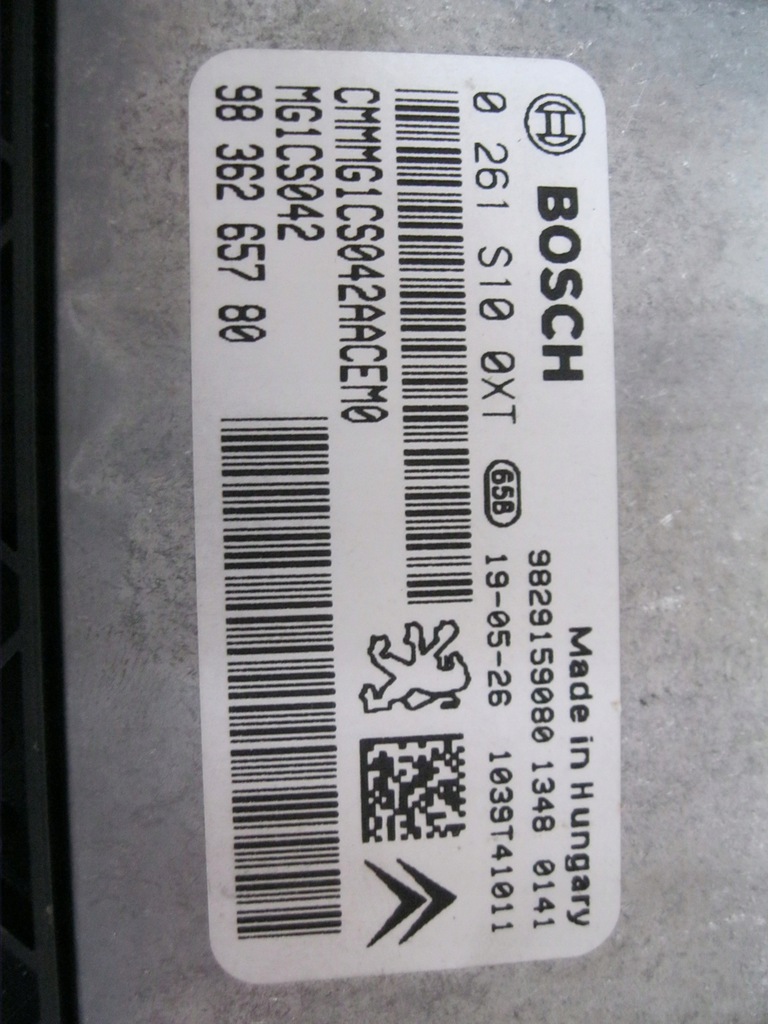 BOSCH
Made in Hungary
9829159080 1348 0141
0 261 S10 0XT 658 19-05-26 1039T41011
CMMMG1CS042AACEM0
MG1CS042
98 362 657 80